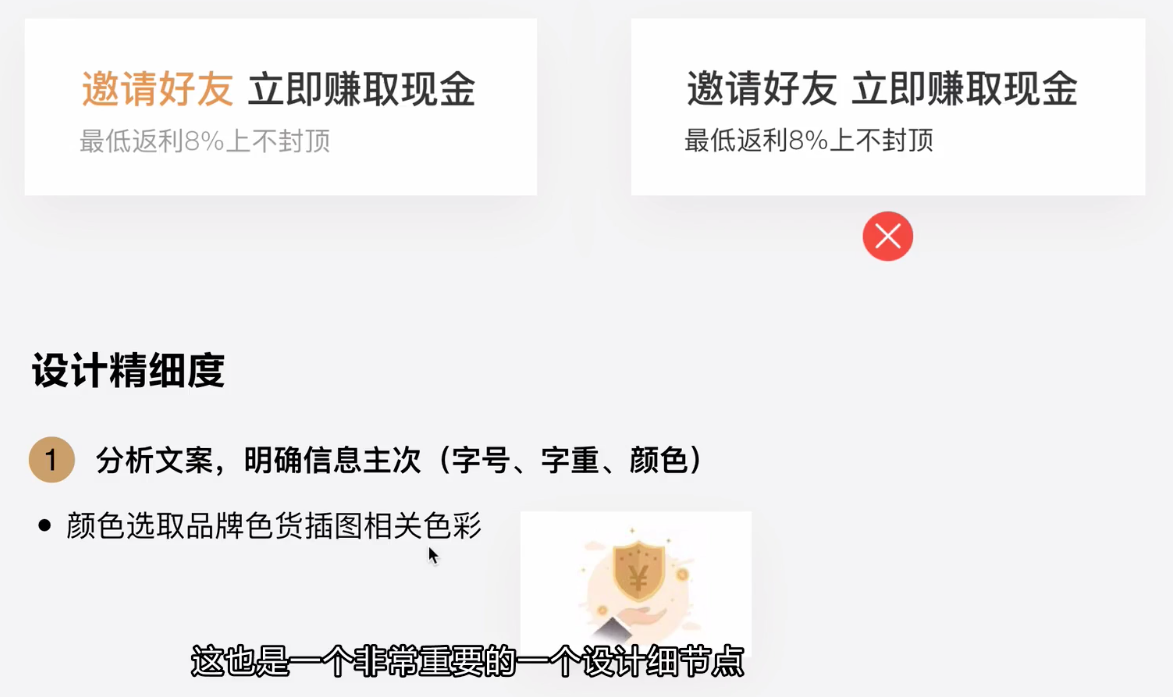 邀请好友 立即赚取现金
最低返利8%上不封顶
邀请好友 立即赚取现金
最低返利8%上不封顶
设计精细度
1 分析文案，明确信息主次（字号、字重、颜色）
• 颜色选取品牌色货插图相关色彩
¥
这也是一个非常重要的一个设计细节点